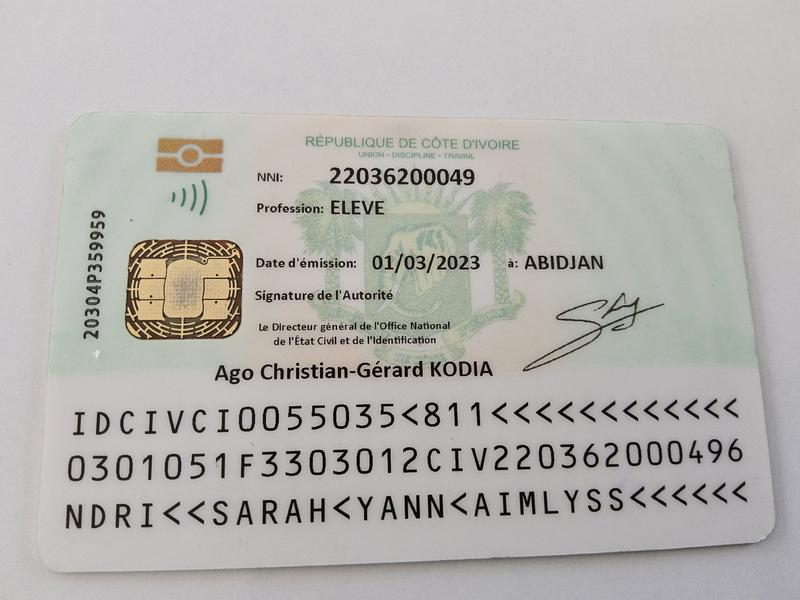 RÉPUBLIQUE DE CÔTE D'IVOIRE
UNION - DISCIPLINE - TRAVAIL
NNI: 22036200049
Profession: ELEVE
20304P359959
Date d'émission: 01/03/2023 à: ABIDJAN
Signature de l'Autorité
Le Directeur général de l'Office National
de l'État Civil et de l'Identification
Ago Christian-Gérard KODIA
IDCIVCI0055035<811<<<<<<<<<<<<
0301051F3303012CIV220362000496
NDRI<<SARAH<YANN<AIMLYSS<<<<<<